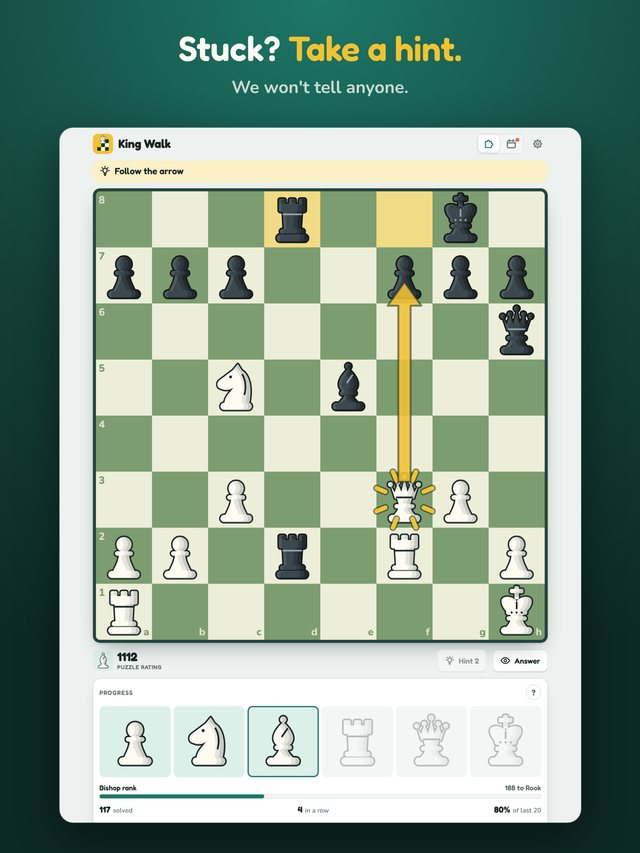 Stuck? Take a hint.
We won't tell anyone.
King Walk
Follow the arrow
8
7
6
5
4
3
2
1
a b c d e f g h
1112
PUZZLE RATING
Hint 2
Answer
PROGRESS
?
Bishop rank
188 to Rook
117 solved
4 in a row
80% of last 20